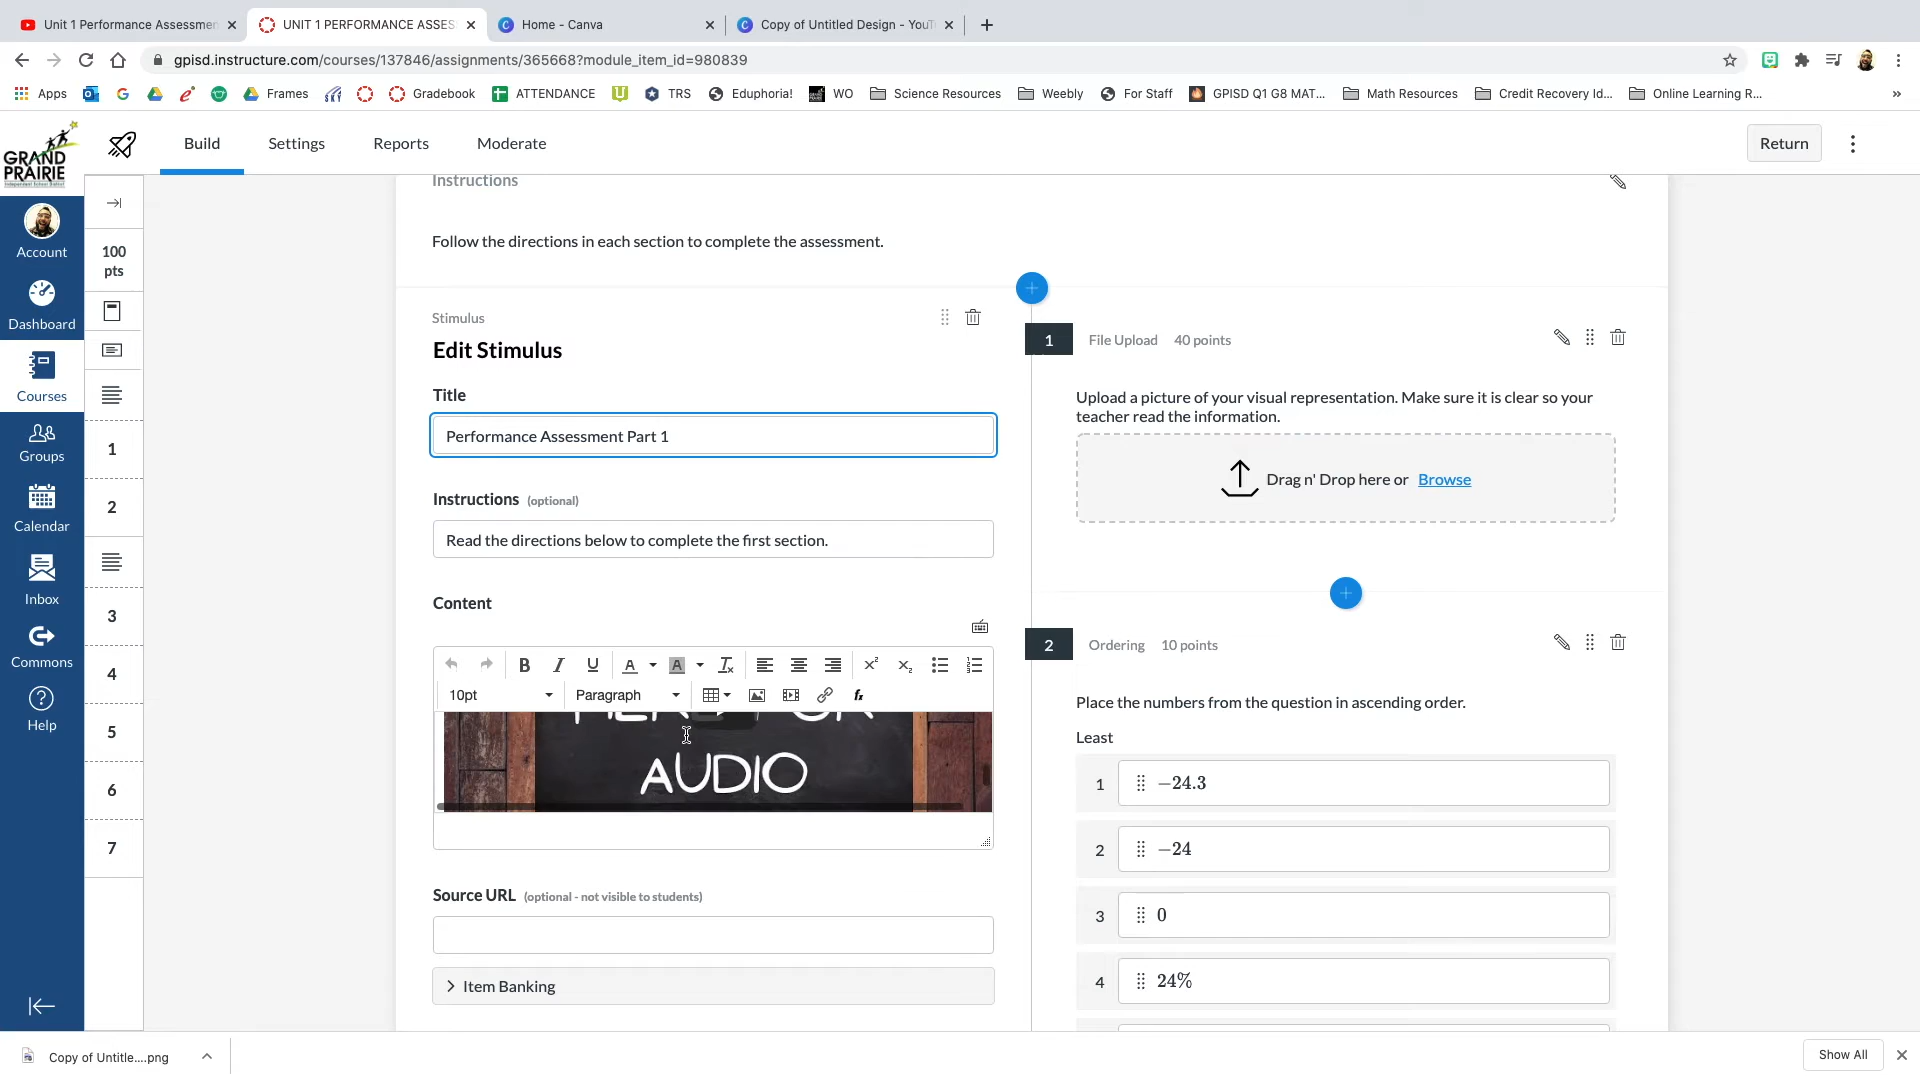 Unit 1 Performance Assessmen
UNIT 1 PERFORMANCE ASSES
Home - Canva
Copy of Untitled Design - YouT
gpisd.instructure.com/courses/137846/assignments/365668?module_item_id=980839
Apps
Frames
Gradebook
ATTENDANCE
TRS
Eduphoria!
WO
Science Resources
Weebly
For Staff
GPISD Q1 G8 MAT...
Math Resources
Credit Recovery Id...
Online Learning R...
GRAND
PRAIRIE
Independent School District
Build
Settings
Reports
Moderate
Return
Account
Dashboard
Courses
Groups
Calendar
Inbox
Commons
Help
100
pts
1
2
3
4
5
6
7
Instructions
Follow the directions in each section to complete the assessment.
Stimulus
Edit Stimulus
Title
Performance Assessment Part 1
Instructions (optional)
Read the directions below to complete the first section.
Content
10pt
Paragraph
AUDIO
Source URL (optional - not visible to students)
Item Banking
1 File Upload 40 points
Upload a picture of your visual representation. Make sure it is clear so your
teacher read the information.
Drag n' Drop here or Browse
2 Ordering 10 points
Place the numbers from the question in ascending order.
Least
1 −24.3
2 −24
3 0
4 24%
Copy of Untitle....png
Show All